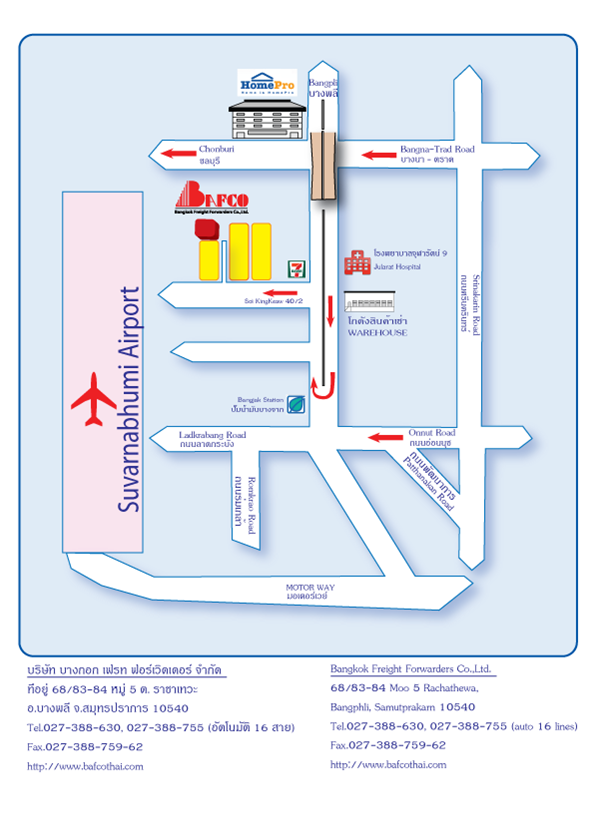 HomePro
Home is HomePro
Bangpli
บางพลี
Chonburi
ชลบุรี
Bangna-Trad Road
บางนา - ตราด
BAFCO
Bangkok Freight Forwarders Co.,Ltd.
7 ELEVEN
โรงพยาบาลจุฬารัตน์ 9
Jularat Hospital
Soi KingKeaw 40/2
โกดังสินค้าเช่า
WAREHOUSE
Srinakarin Road
ถนนศรีนครินทร์
Suvarnabhumi Airport
Bangjak Station
ปั๊มน้ำมันบางจาก
Ladkrabang Road
ถนนลาดกระบัง
Onnut Road
ถนนอ่อนนุช
Romkrao Road
ถนนร่มเกล้า
ถนนพัฒนาการ
Patthanakan Road
MOTOR WAY
มอเตอร์เวย์
บริษัท บางกอก เฟรท ฟอร์เวิดเดอร์ จำกัด
ที่อยู่ 68/83-84 หมู่ 5 ต. ราชาเทวะ
อ.บางพลี จ.สมุทรปราการ 10540
Tel.027-388-630, 027-388-755 (อัตโนมัติ 16 สาย)
Fax.027-388-759-62
http://www.bafcothai.com
Bangkok Freight Forwarders Co.,Ltd.
68/83-84 Moo 5 Rachathewa,
Bangphli, Samutprakarn 10540
Tel.027-388-630, 027-388-755 (auto 16 lines)
Fax.027-388-759-62
http://www.bafcothai.com